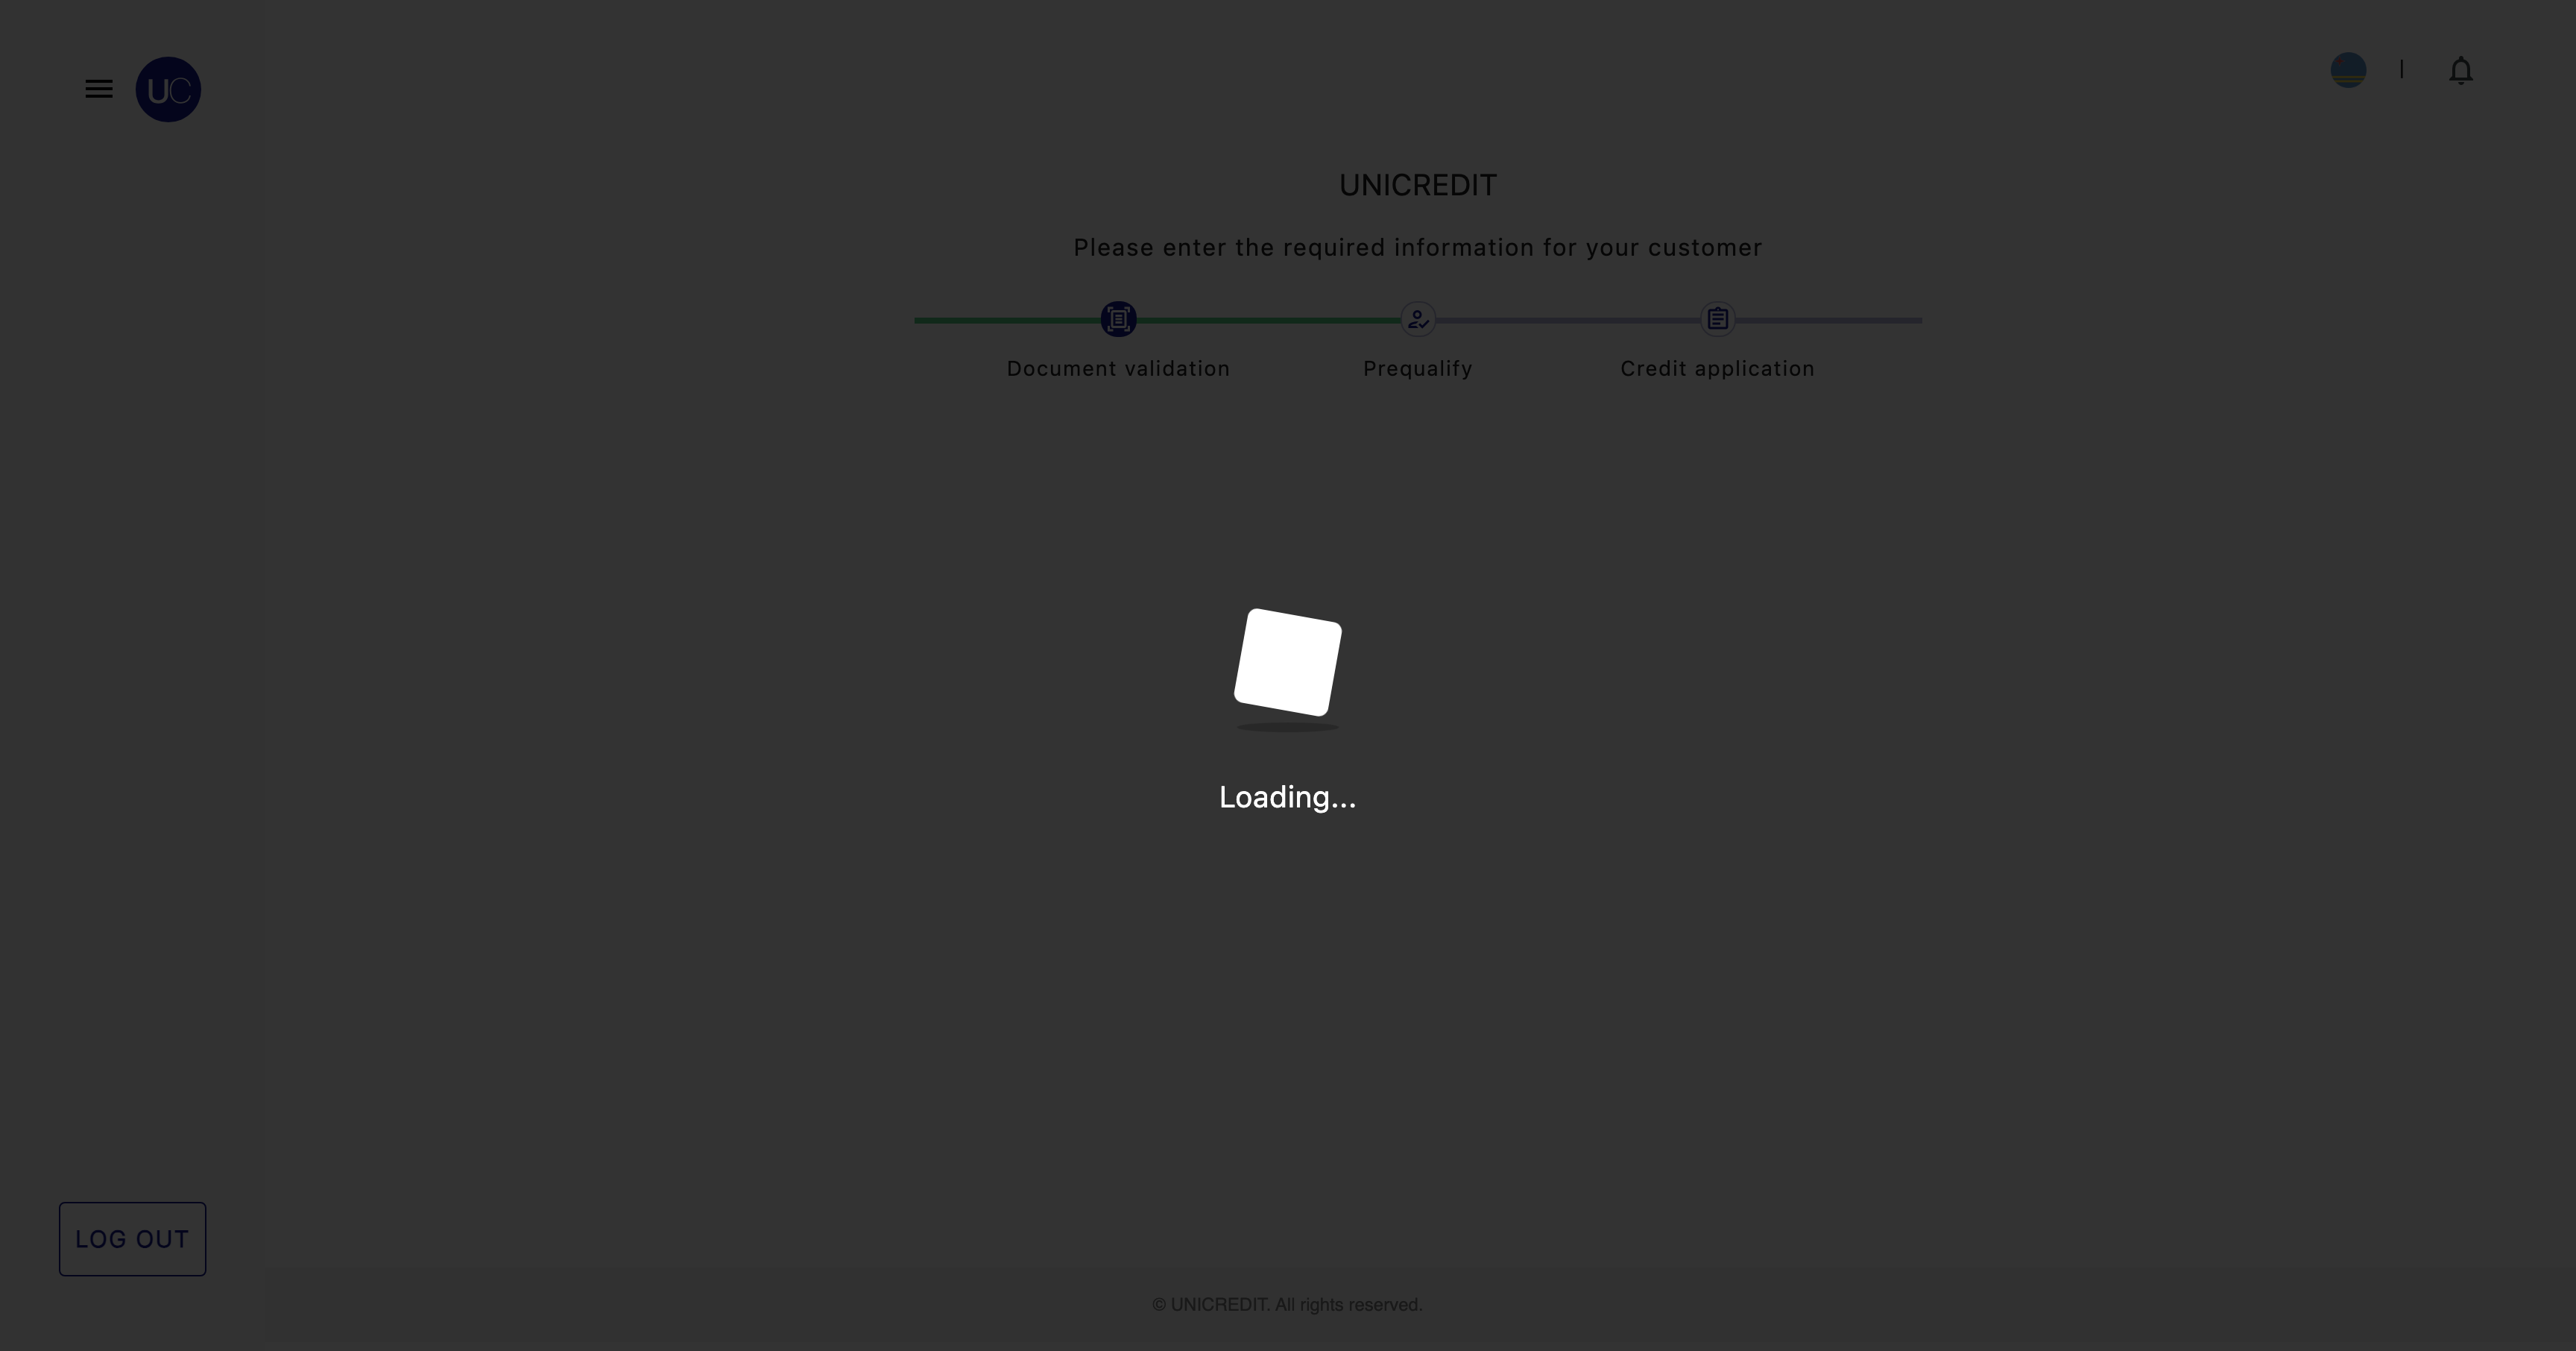 UC
UNICREDIT
Please enter the required information for your customer
Document validation
Prequalify
Credit application
Loading...
LOG OUT
© UNICREDIT. All rights reserved.